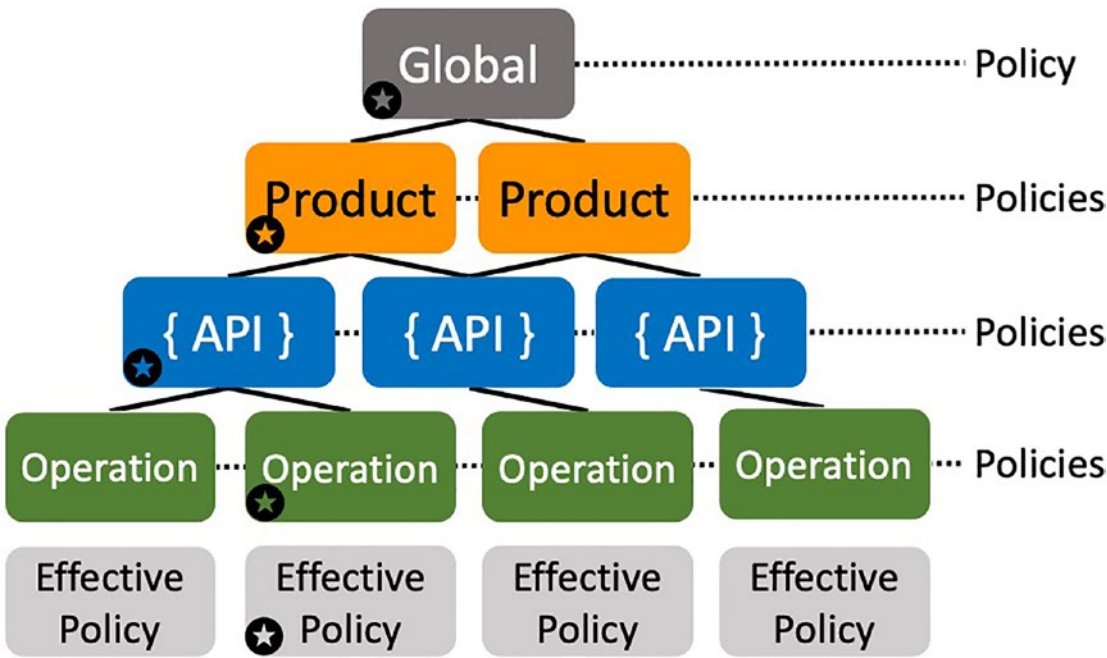 Global
Policy
Product
Product
Policies
{ API }
{ API }
{ API }
Policies
Operation
Operation
Operation
Operation
Policies
Effective
Policy
Effective
Policy
Effective
Policy
Effective
Policy